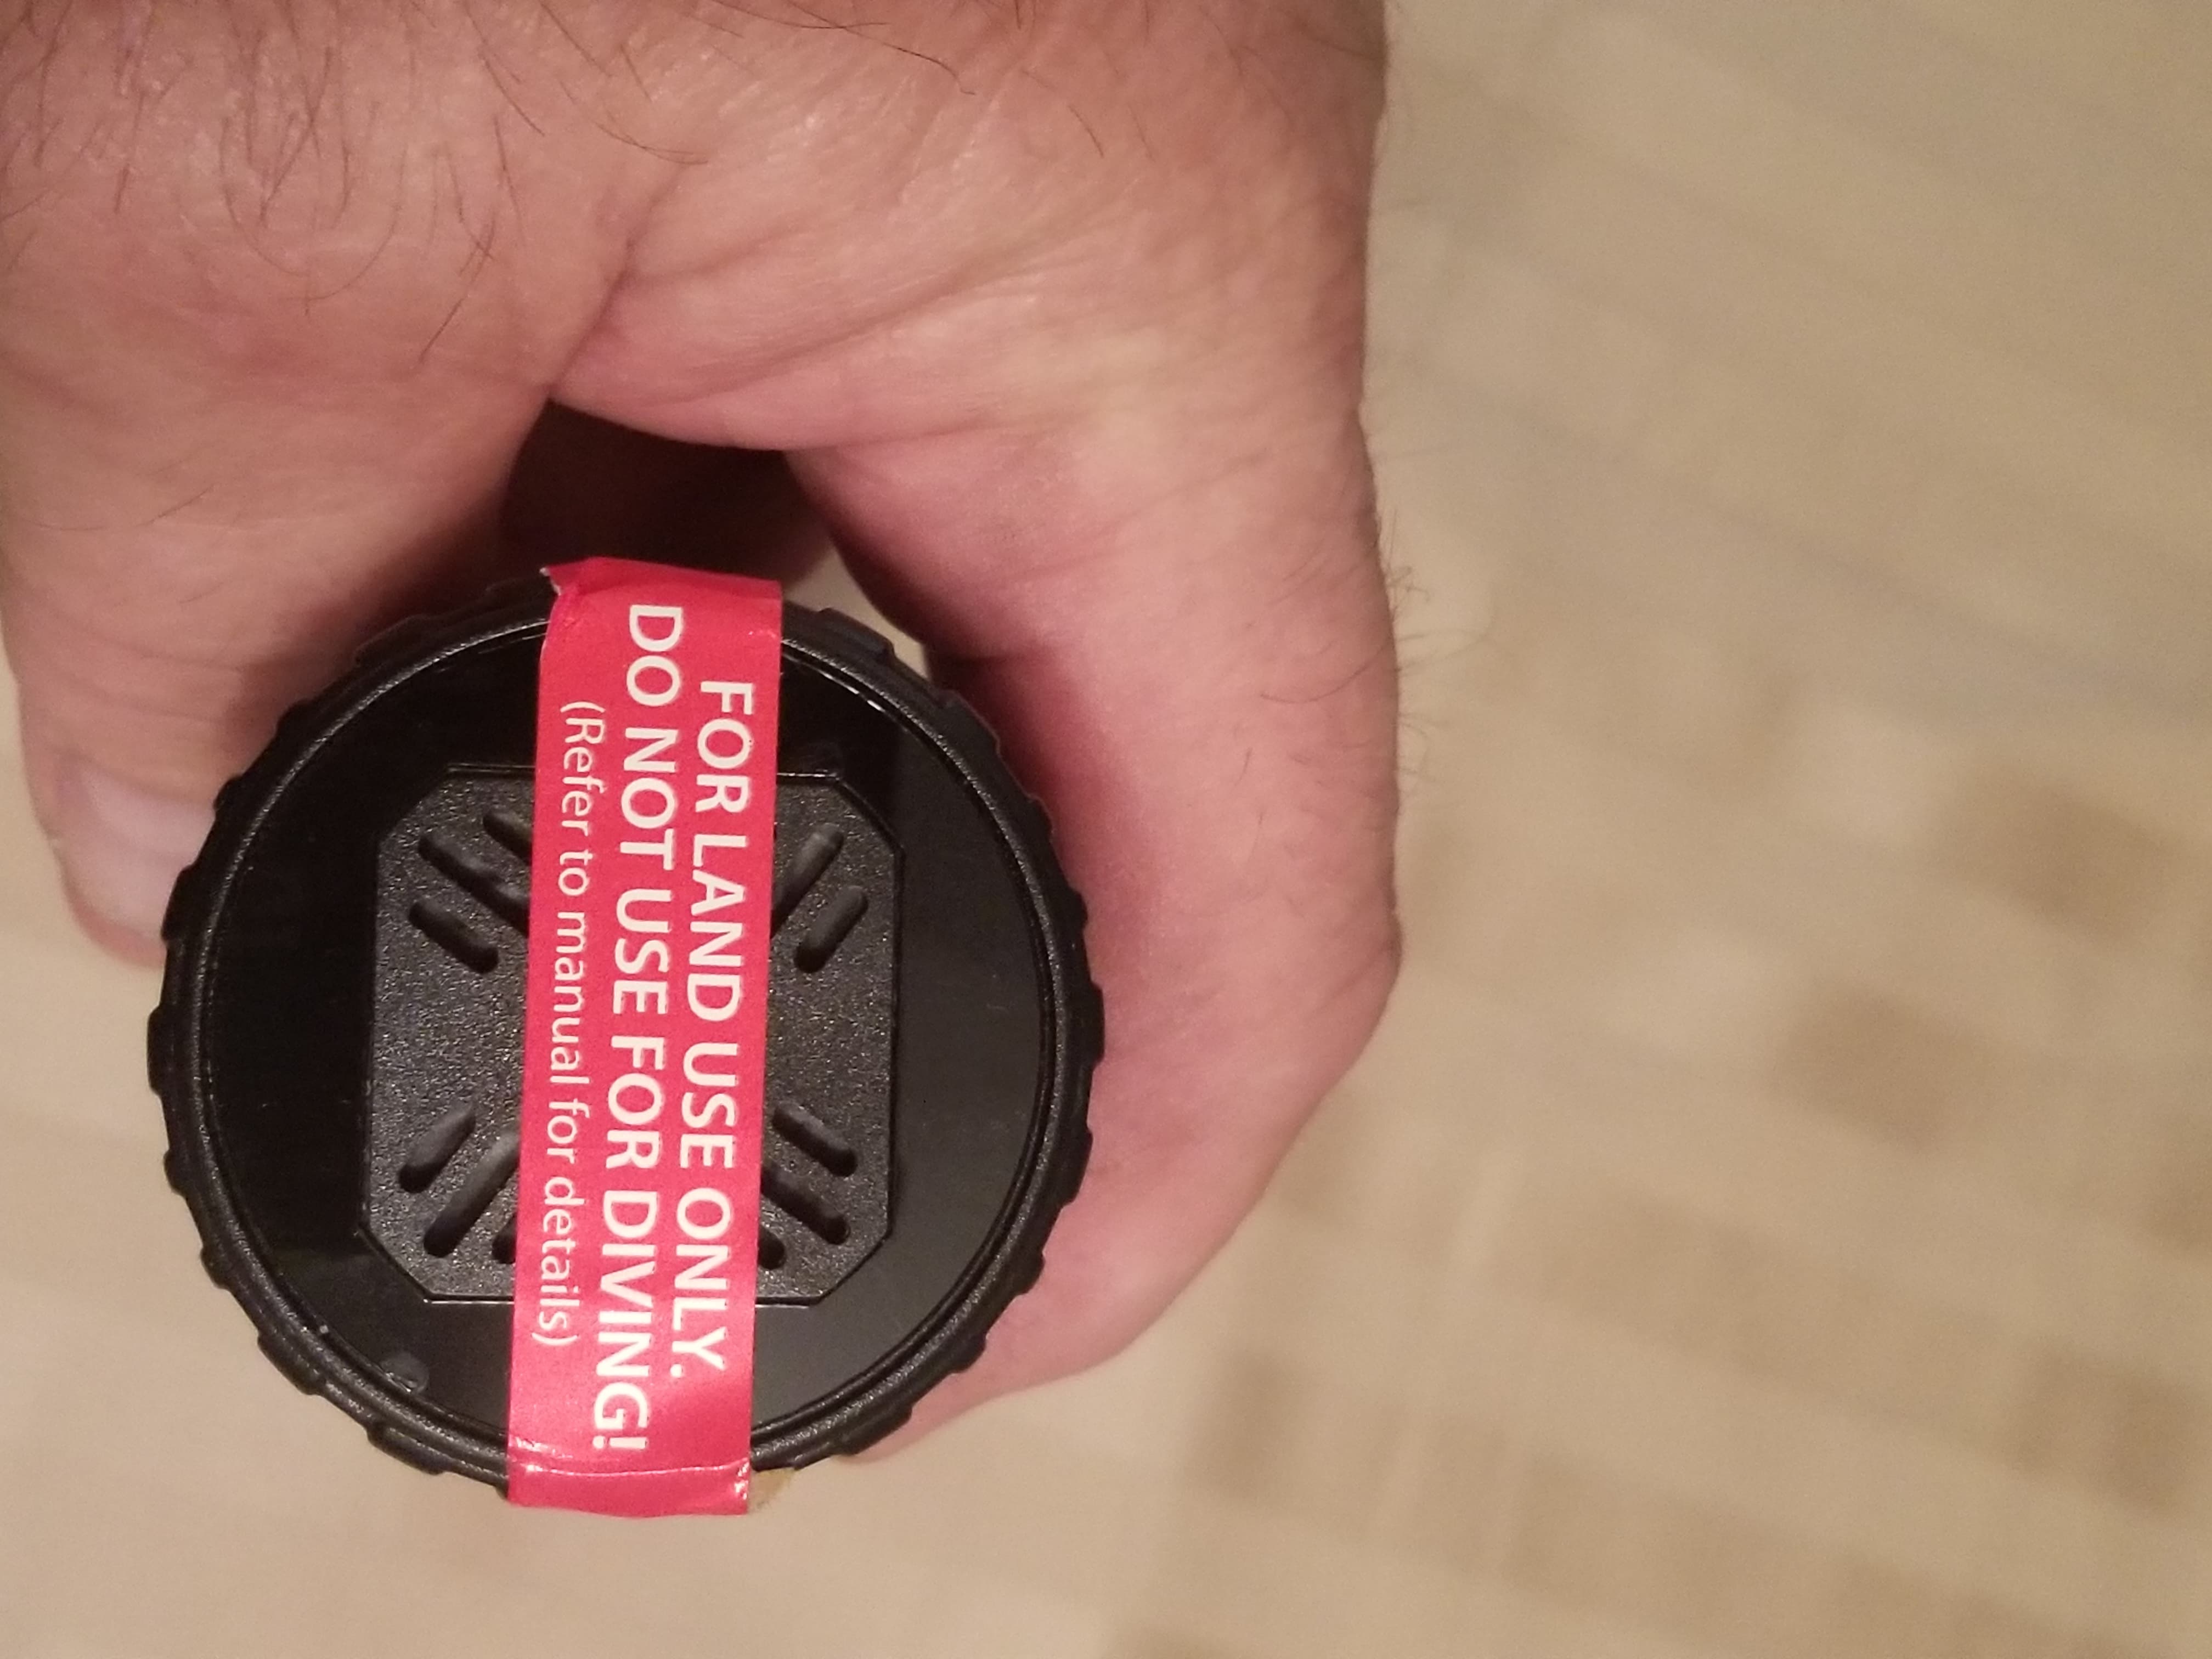 FOR LAND USE ONLY.
DO NOT USE FOR DIVING!
(Refer to manual for details)